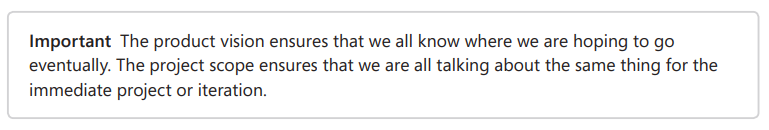 Important The product vision ensures that we all know where we are hoping to go
eventually. The project scope ensures that we are all talking about the same thing for the
immediate project or iteration.